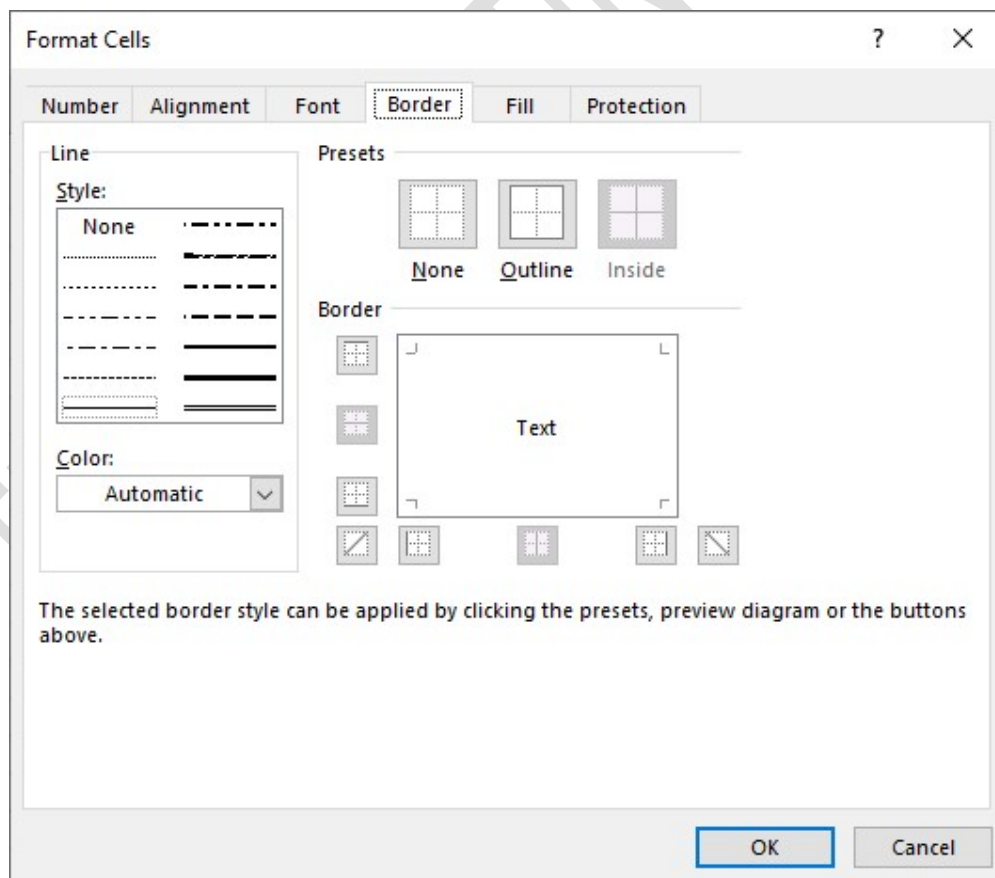 Format Cells
?
Number Alignment Font Border Fill Protection
Line
Style:
None
Color:
Automatic
Presets
None Outline Inside
Border
Text
The selected border style can be applied by clicking the presets, preview diagram or the buttons
above.
OK Cancel